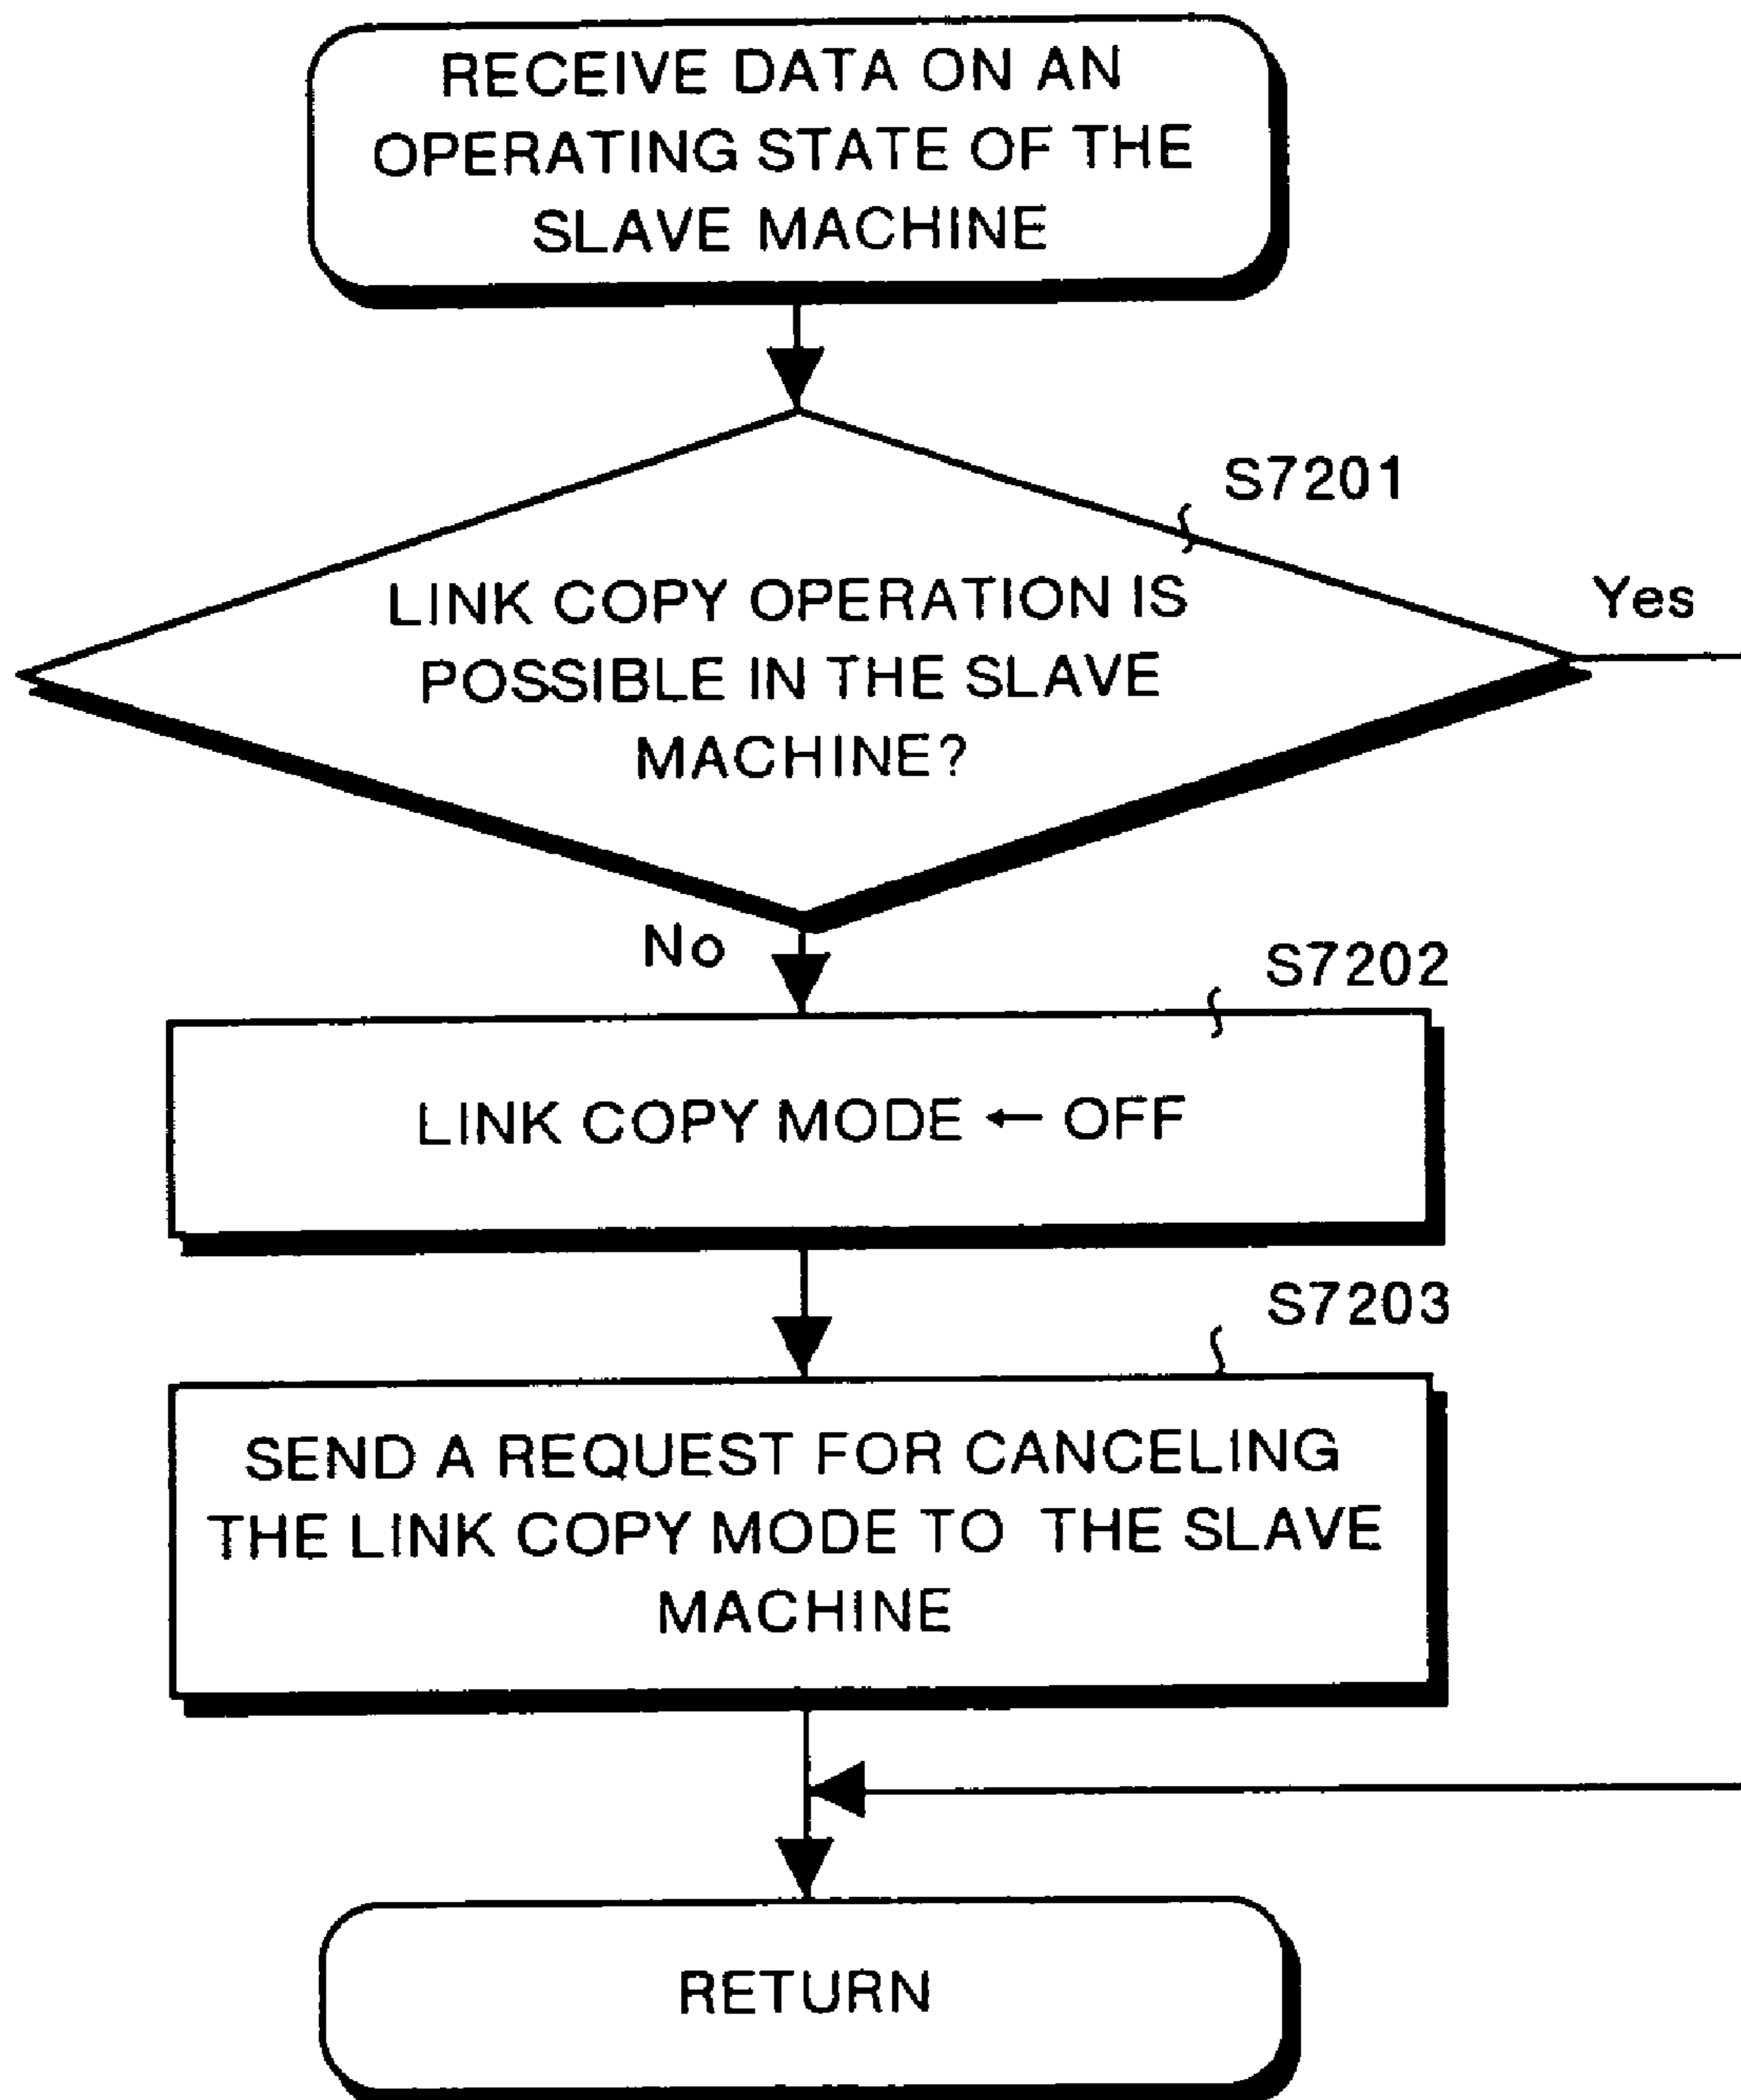 RECEIVE DATA ON AN
OPERATING STATE OF THE
SLAVE MACHINE
S7201
LINK COPY OPERATION IS
POSSIBLE IN THE SLAVE
MACHINE?
Yes
No
S7202
LINK COPY MODE ← OFF
S7203
SEND A REQUEST FOR CANCELING
THE LINK COPY MODE TO THE SLAVE
MACHINE
RETURN